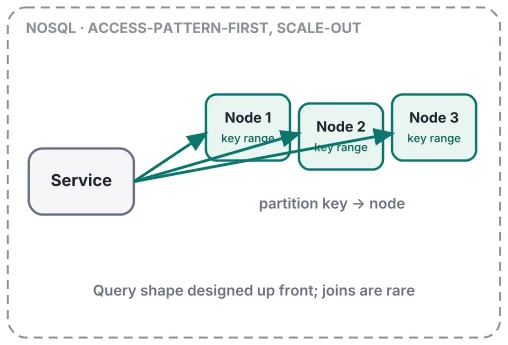 NOSQL · ACCESS-PATTERN-FIRST, SCALE-OUT
Node 1
key range
Node 2
key range
Node 3
key range
Service
partition key → node
Query shape designed up front; joins are rare